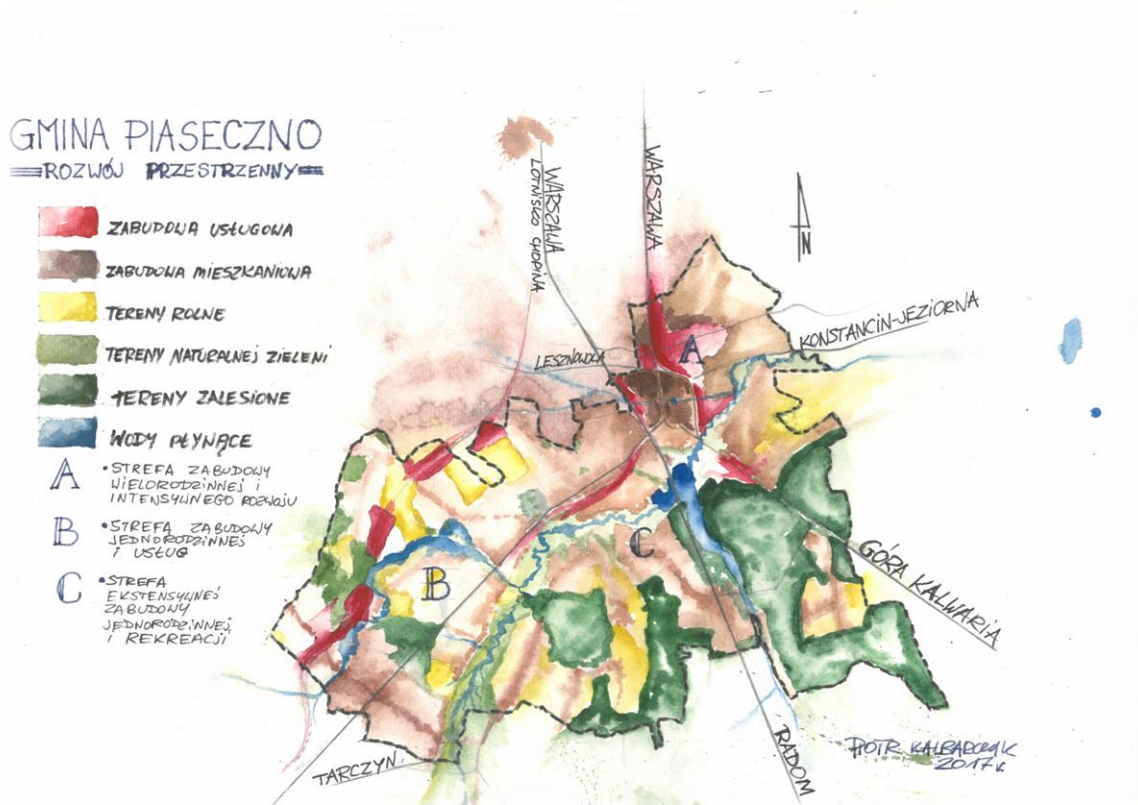 GMINA PIASECZNO
ROZWÓJ PRZESTRZENNY
ZABUDOWA USŁUGOWA
ZABUDOWA MIESZKANIOWA
TERENY ROLNE
TERENY NATURALNEJ ZIELENI
TERENY ZALESIONE
WODY PŁYNĄCE
A • STREFA ZABUDOWY
WIELORODZINNEJ I
INTENSYWNEGO ROZWOJU
B • STREFA ZABUDOWY
JEDNORODZINNEJ
I USŁUG
C • STREFA
EKSTENSYWNEJ
ZABUDOWY
JEDNORODZINNEJ
I REKREACJI
WARSZAWA
LOTNISKO CHOPINA
WARSZAWA
N
KONSTANCIN-JEZIORNA
LESZNOWOLA
A
B
C
GÓRA KALWARIA
RADOM
TARCZYN
PIOTR KALBARCZYK
2017 r.